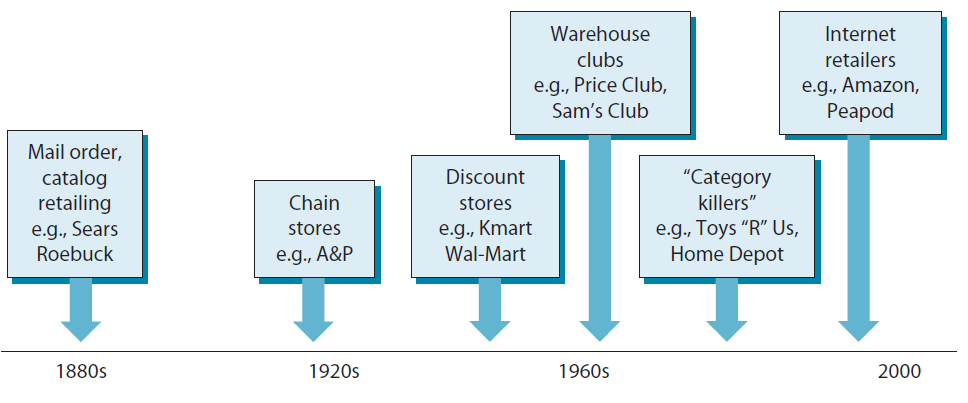 Mail order,
catalog
retailing
e.g., Sears
Roebuck
Chain
stores
e.g., A&P
Discount
stores
e.g., Kmart
Wal-Mart
Warehouse
clubs
e.g., Price Club,
Sam’s Club
“Category
killers”
e.g., Toys “R” Us,
Home Depot
Internet
retailers
e.g., Amazon,
Peapod
1880s
1920s
1960s
2000